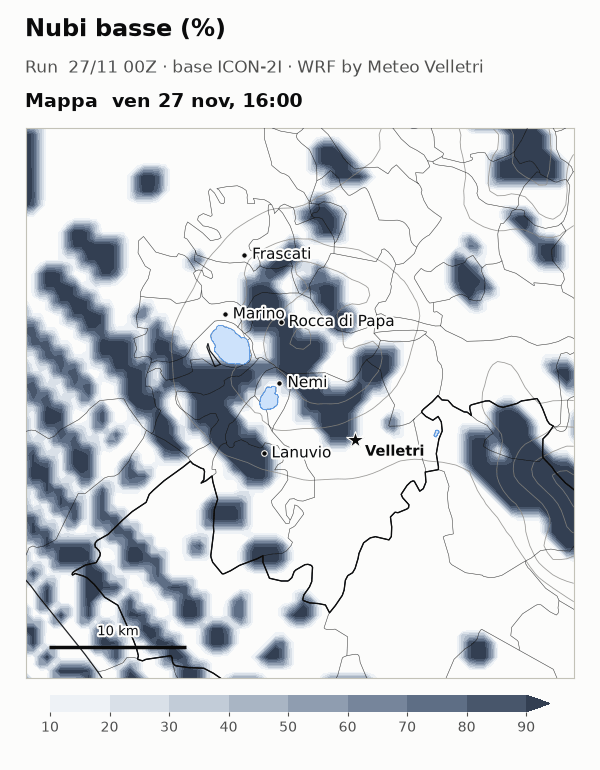 Nubi basse (%)
Run  27/11 00Z · base ICON-2I · WRF by Meteo Velletri
Mappa  ven 27 nov, 16:00
Frascati
Marino
Rocca di Papa
Nemi
Velletri
Lanuvio
10 km
10 20 30 40 50 60 70 80 90